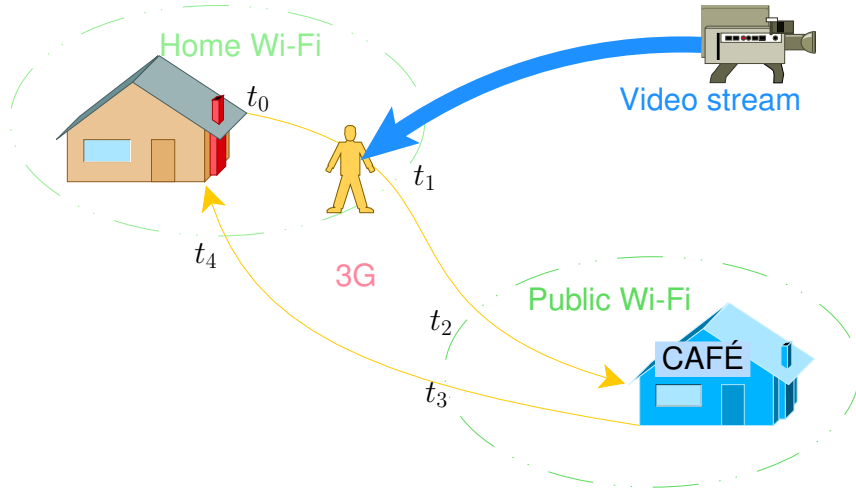 Home Wi-Fi
Video stream
t0
t1
t4
3G
Public Wi-Fi
t2
CAFÉ
t3